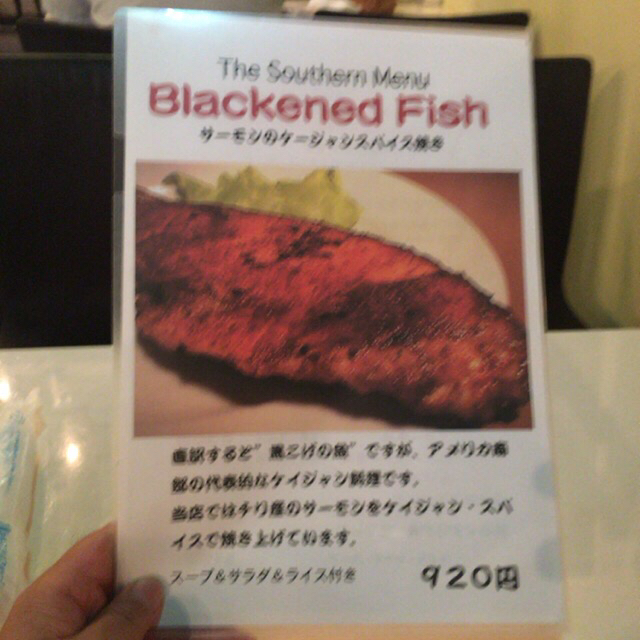 The Southern Menu
Blackened Fish
サーモンのケージャンスパイス焼き
直訳すると"黒こげの魚"ですが、アメリカ南
部の代表的なケイジャン料理です。
当店ではチリ産のサーモンをケイジャン・スパ
イスで焼き上げています。
スープ&サラダ&ライス付き
920円